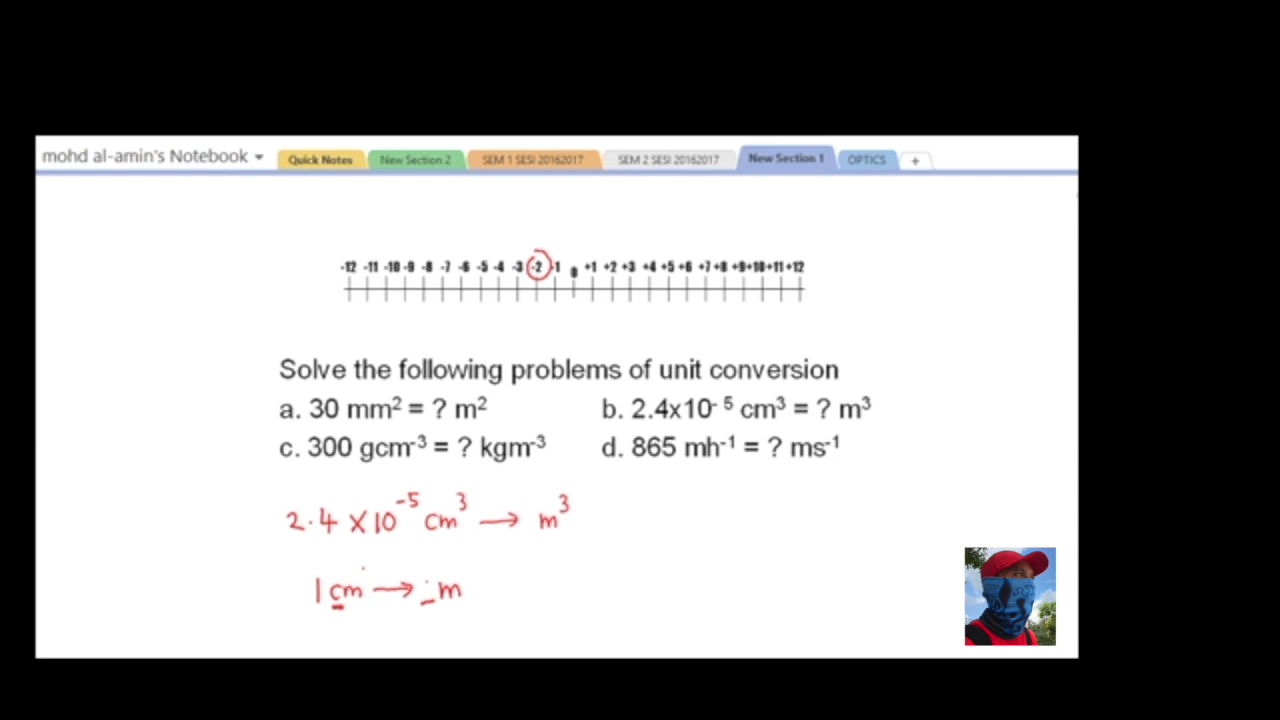 mohd al-amin's Notebook Quick Notes New Section 2 SEM 1 SESI 20162017 SEM 2 SESI 20162017 New Section 1 OPTICS +
-12 -11 -10 -9 -8 -7 -6 -5 -4 -3 -2 -1 0 +1 +2 +3 +4 +5 +6 +7 +8 +9 +10 +11 +12
Solve the following problems of unit conversion
a. 30 mm² = ? m² b. 2.4x10⁻⁵ cm³ = ? m³
c. 300 gcm⁻³ = ? kgm⁻³ d. 865 mh⁻¹ = ? ms⁻¹
2.4 × 10⁻⁵ cm³ → m³
1 cm → _m